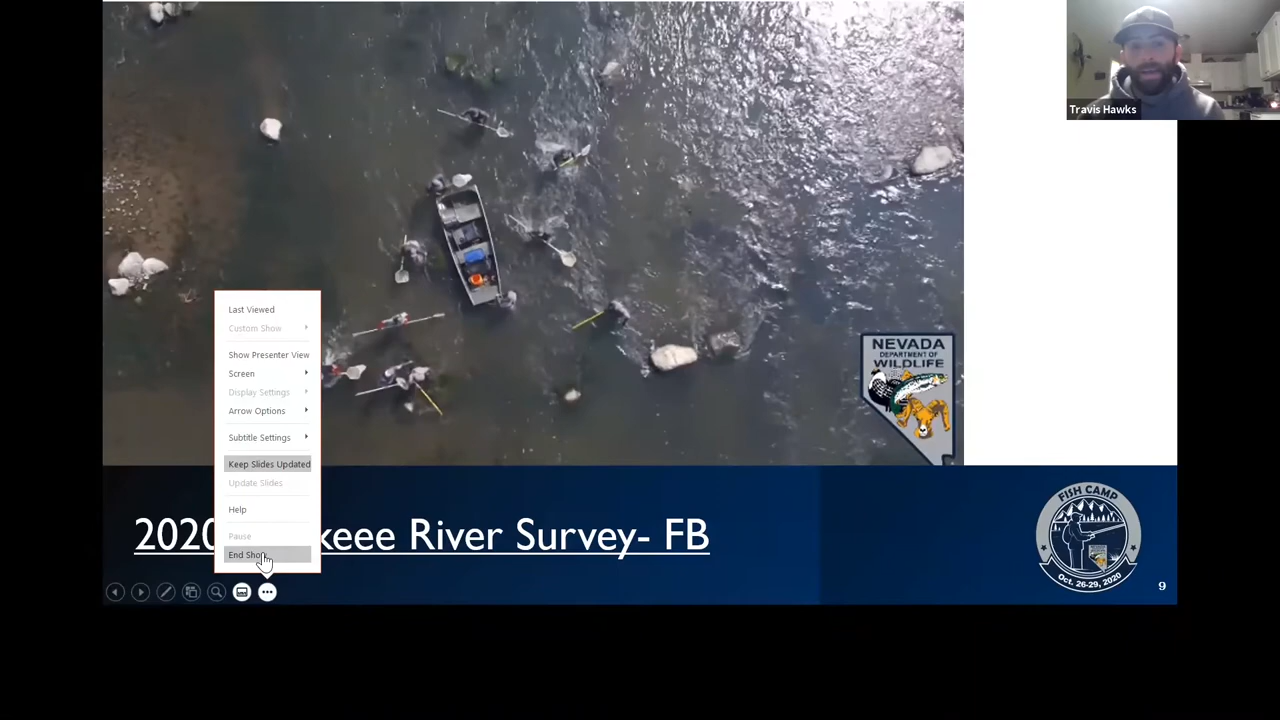 Travis Hawks
NEVADA
DEPARTMENT OF
WILDLIFE
Last Viewed
Custom Show
Show Presenter View
Screen
Display Settings
Arrow Options
Subtitle Settings
Keep Slides Updated
Update Slides
Help
Pause
End Show
2020 keee River Survey- FB
FISH CAMP
Oct. 26-29, 2020
9